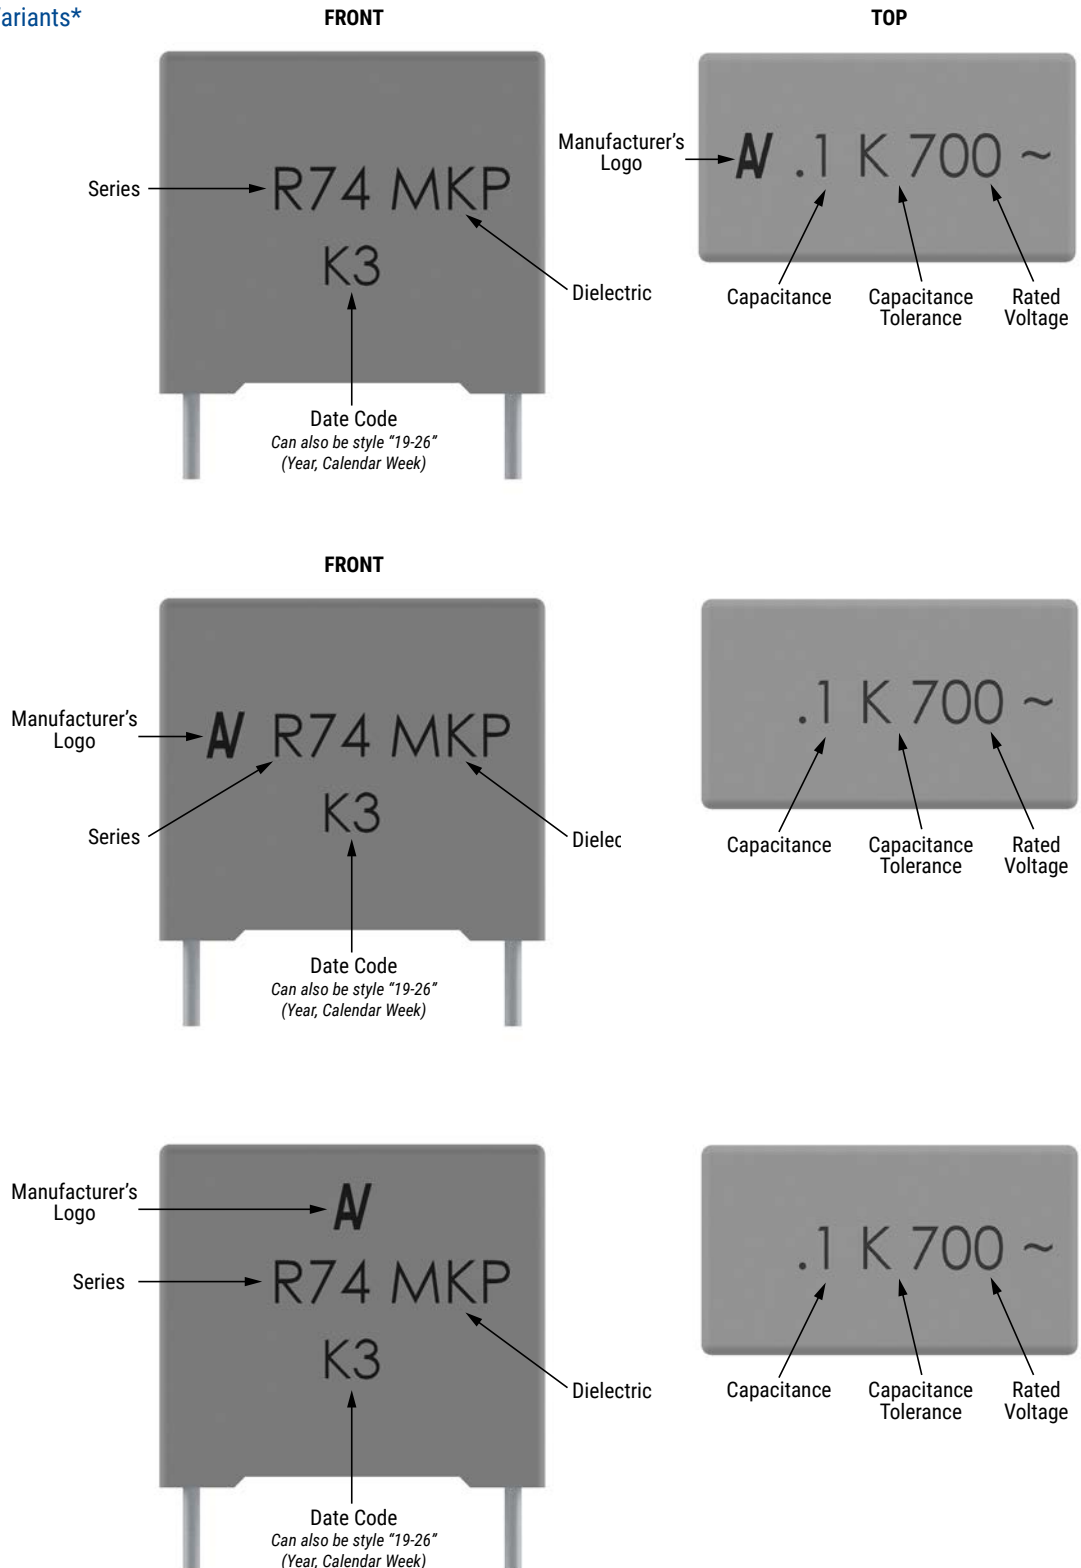 ariants*
FRONT
TOP
R74 MKP
K3
.1 K 700 ~
Series
Dielectric
Date Code
Can also be style “19-26”
(Year, Calendar Week)
Manufacturer’s
Logo
Capacitance
Capacitance
Tolerance
Rated
Voltage
FRONT
R74 MKP
K3
.1 K 700 ~
Manufacturer’s
Logo
Series
Dielec
Date Code
Can also be style “19-26”
(Year, Calendar Week)
Capacitance
Capacitance
Tolerance
Rated
Voltage
R74 MKP
K3
.1 K 700 ~
Manufacturer’s
Logo
Series
Dielectric
Date Code
Can also be style “19-26”
(Year, Calendar Week)
Capacitance
Capacitance
Tolerance
Rated
Voltage